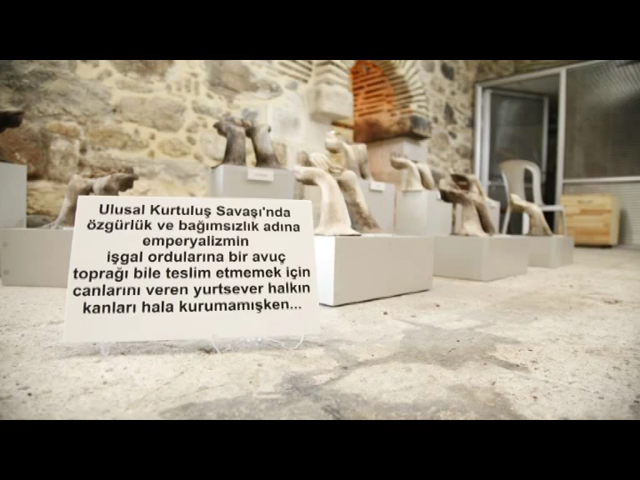 Ulusal Kurtuluş Savaşı'nda
özgürlük ve bağımsızlık adına
emperyalizmin
işgal ordularına bir avuç
toprağı bile teslim etmemek için
canlarını veren yurtsever halkın
kanları hala kurumamışken...